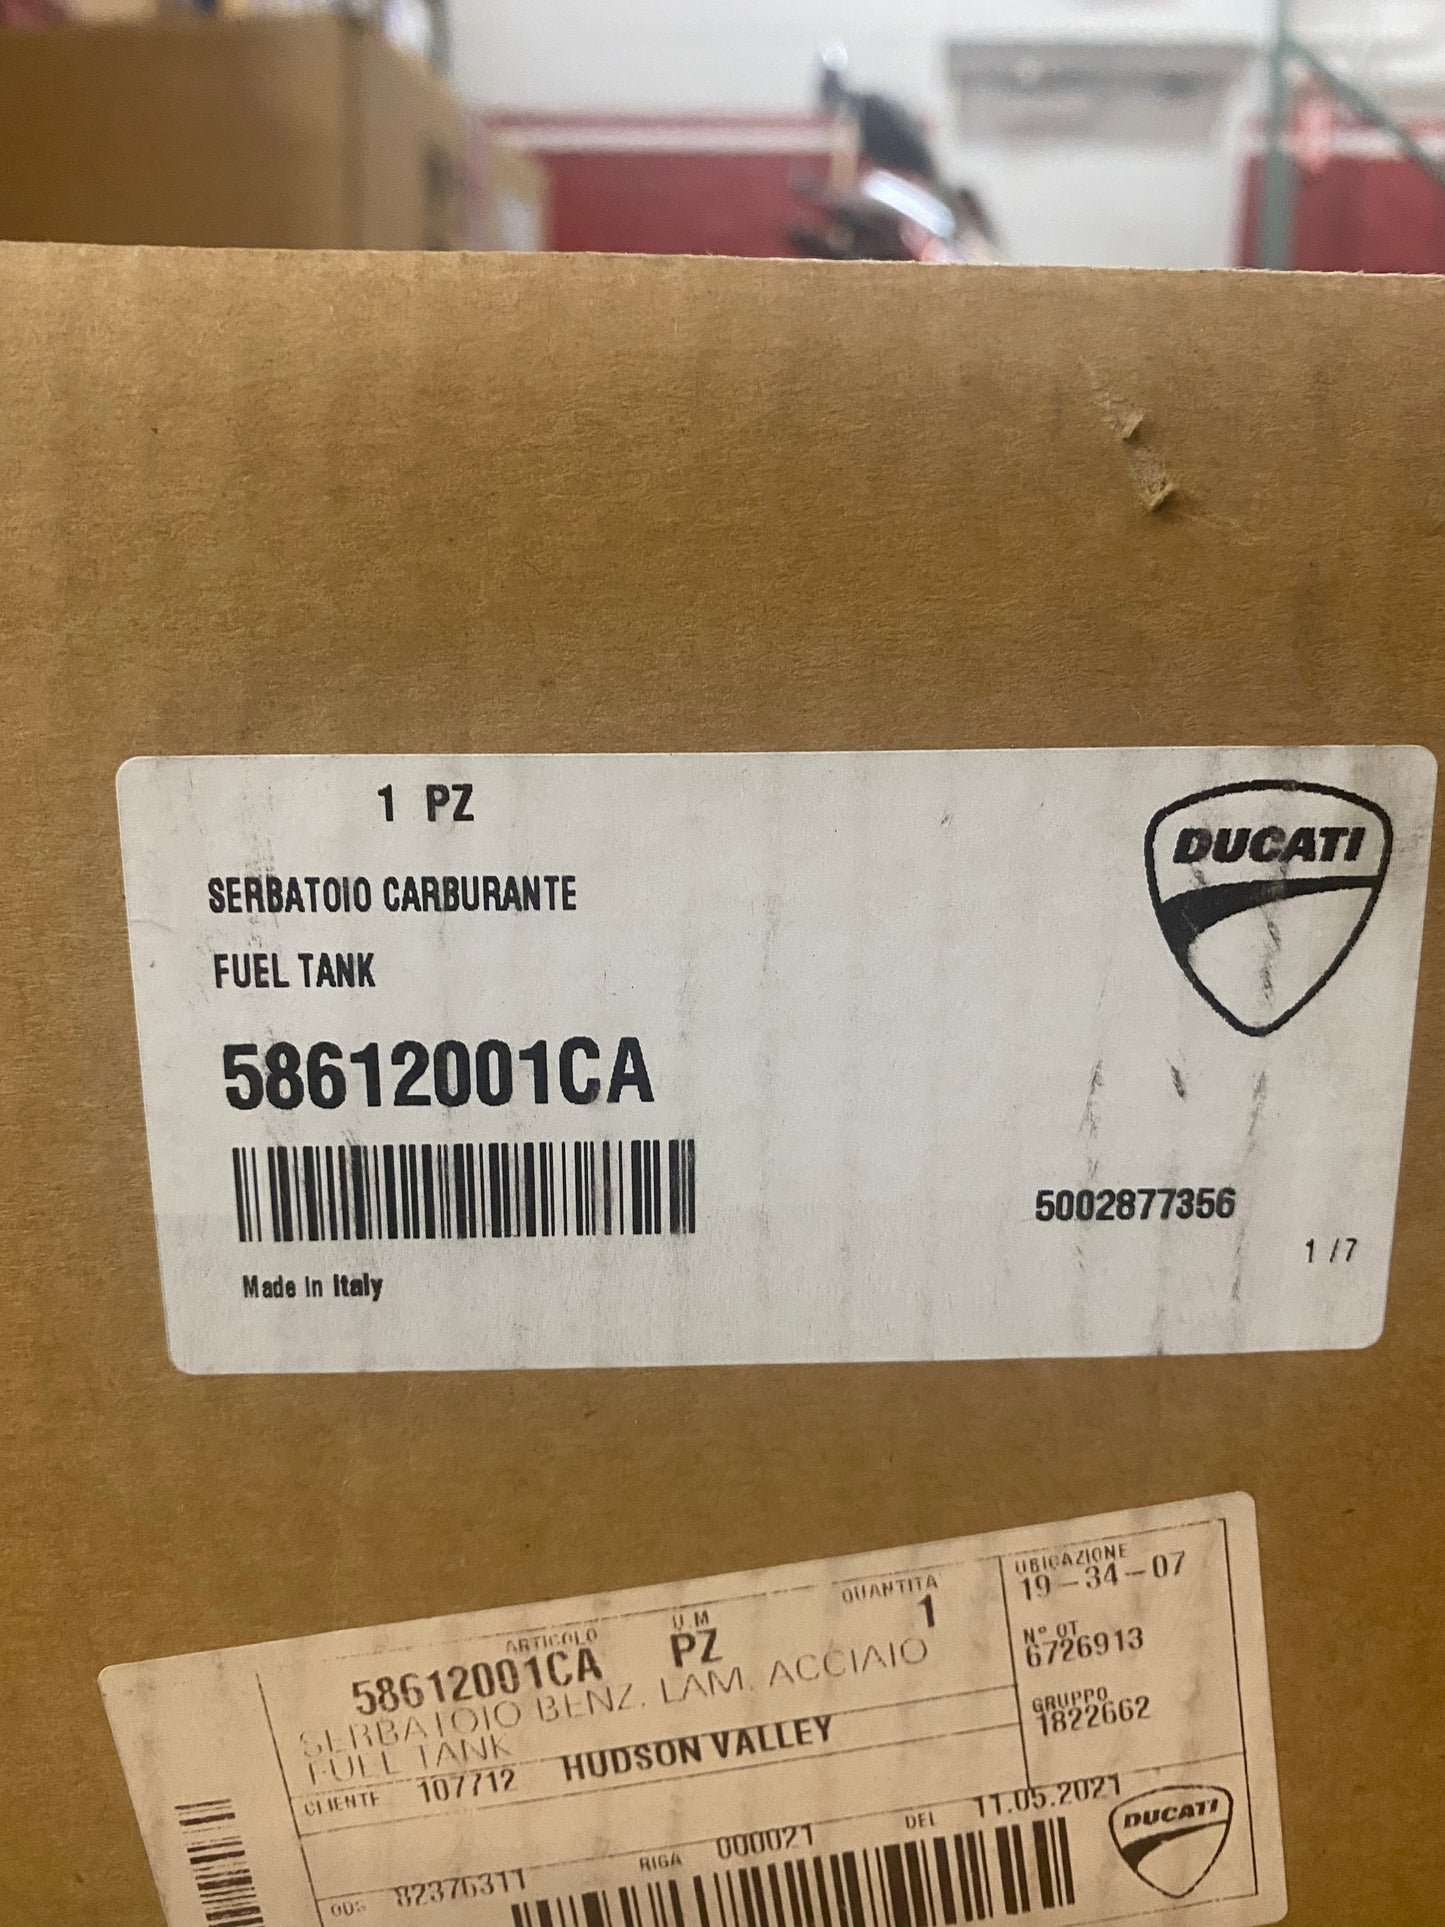 1 PZ
DUCATI
SERBATOIO CARBURANTE
FUEL TANK
58612001CA
5002877356
1 / 7
Made in Italy
ARTICOLO U.M QUANTITA
58612001CA PZ 1
SERBATOIO BENZ. LAM. ACCIAIO
FUEL TANK
UBICAZIONE
19-34-07
N° OT
6726913
GRUPPO
1822662
CLIENTE 107712 HUDSON VALLEY
ODS 82376311 RIGA 000021 DEL 11.05.2021
DUCATI